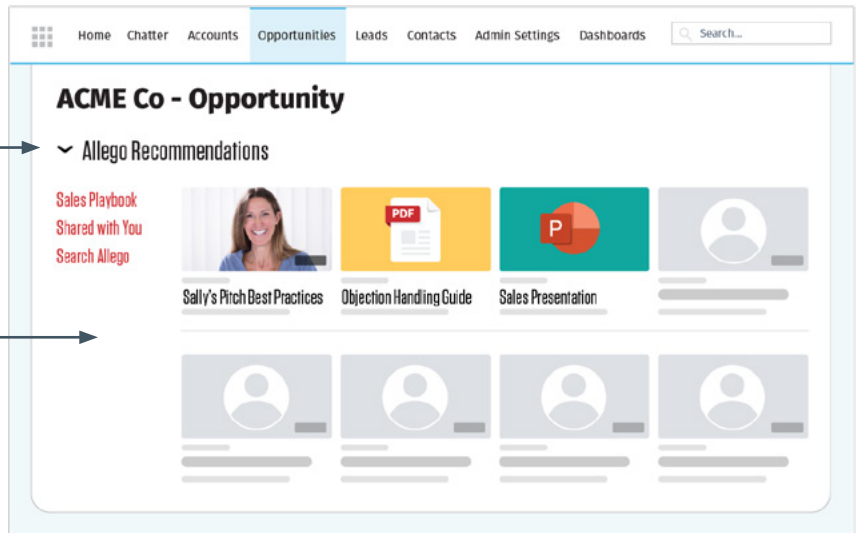 Home Chatter Accounts Opportunities Leads Contacts Admin Settings Dashboards Search...
ACME Co - Opportunity
Allego Recommendations
Sales Playbook
Shared with You
Search Allego
PDF
P
Sally's Pitch Best Practices Objection Handling Guide Sales Presentation